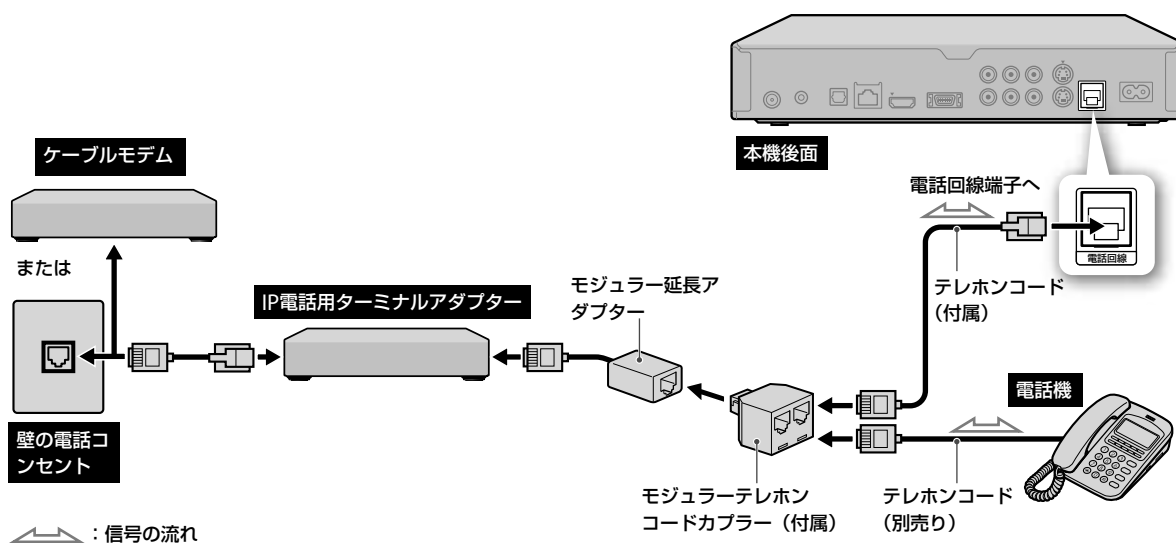 本機後面
ケーブルモデム
電話回線端子へ
または
電話回線
IP電話用ターミナルアダプター
モジュラー延長ア
ダプター
テレホンコード
（付属）
電話機
壁の電話コ
ンセント
モジュラーテレホン
コードカプラー（付属）
テレホンコード
（別売り）
：信号の流れ